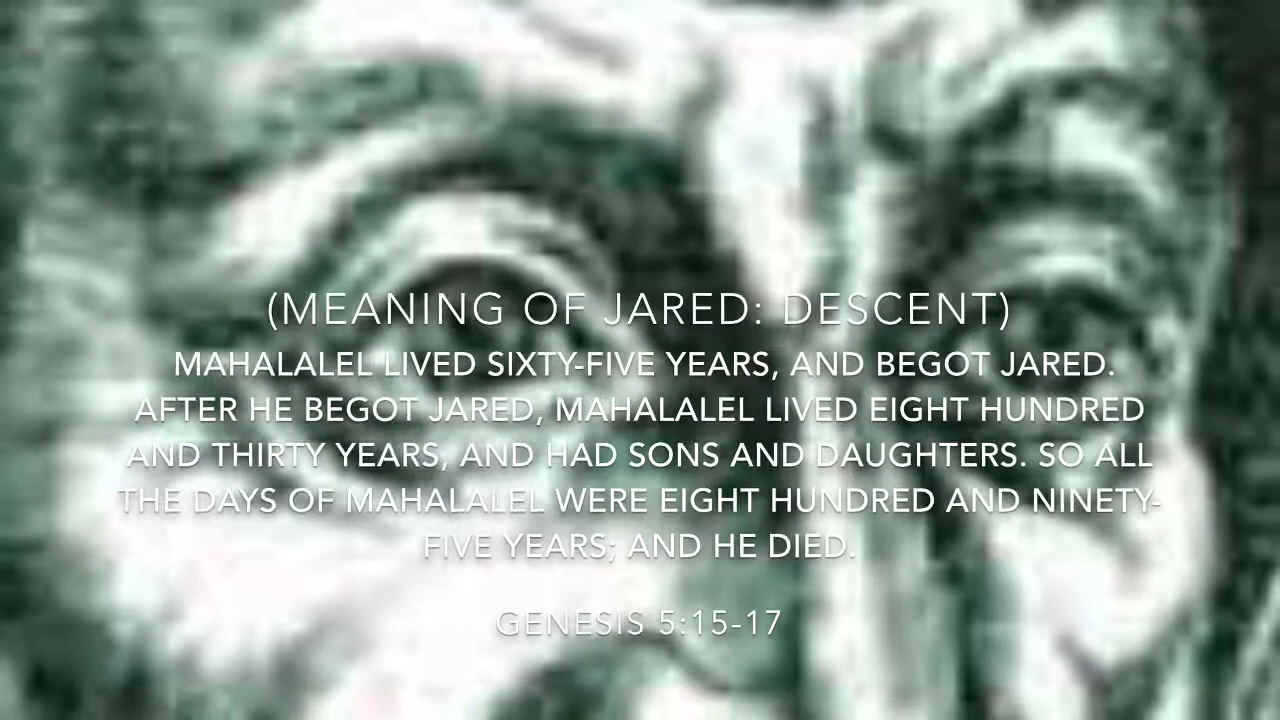 (MEANING OF JARED: DESCENT)
MAHALALEL LIVED SIXTY-FIVE YEARS, AND BEGOT JARED.
AFTER HE BEGOT JARED, MAHALALEL LIVED EIGHT HUNDRED
AND THIRTY YEARS, AND HAD SONS AND DAUGHTERS. SO ALL
THE DAYS OF MAHALALEL WERE EIGHT HUNDRED AND NINETY-
FIVE YEARS; AND HE DIED.
GENESIS 5:15-17